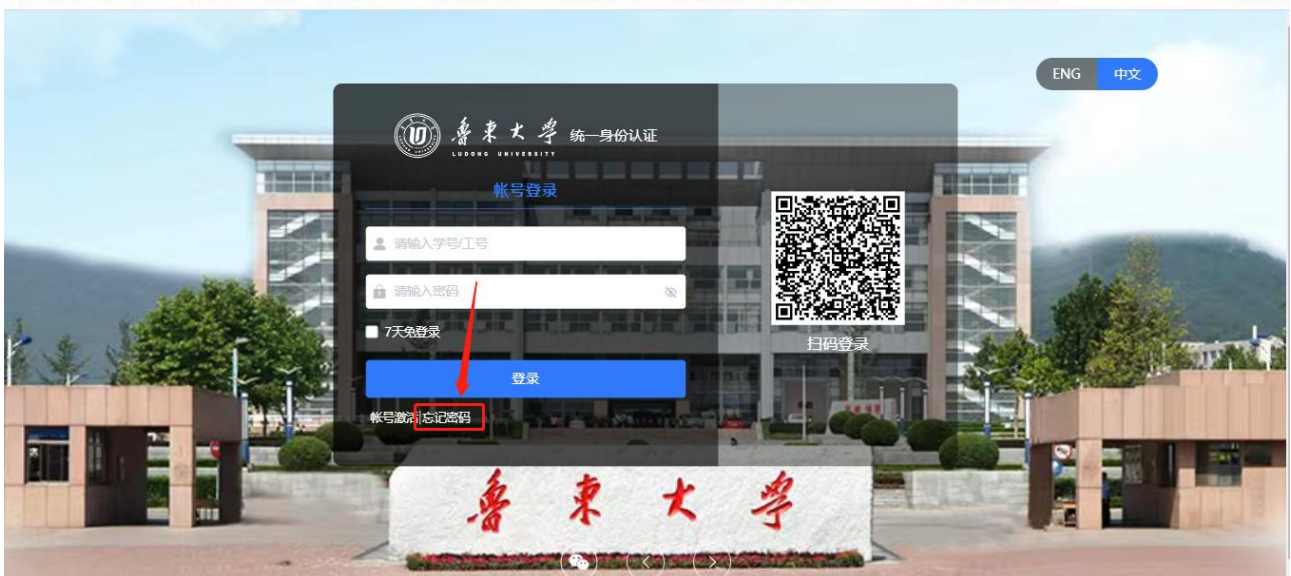 ENG 中文
魯東大學 统一身份认证
LUDONG UNIVERSITY
帐号登录
请输入学号/工号
请输入密码
7天免登录
登录
帐号激活 忘记密码
扫码登录
魯東大學